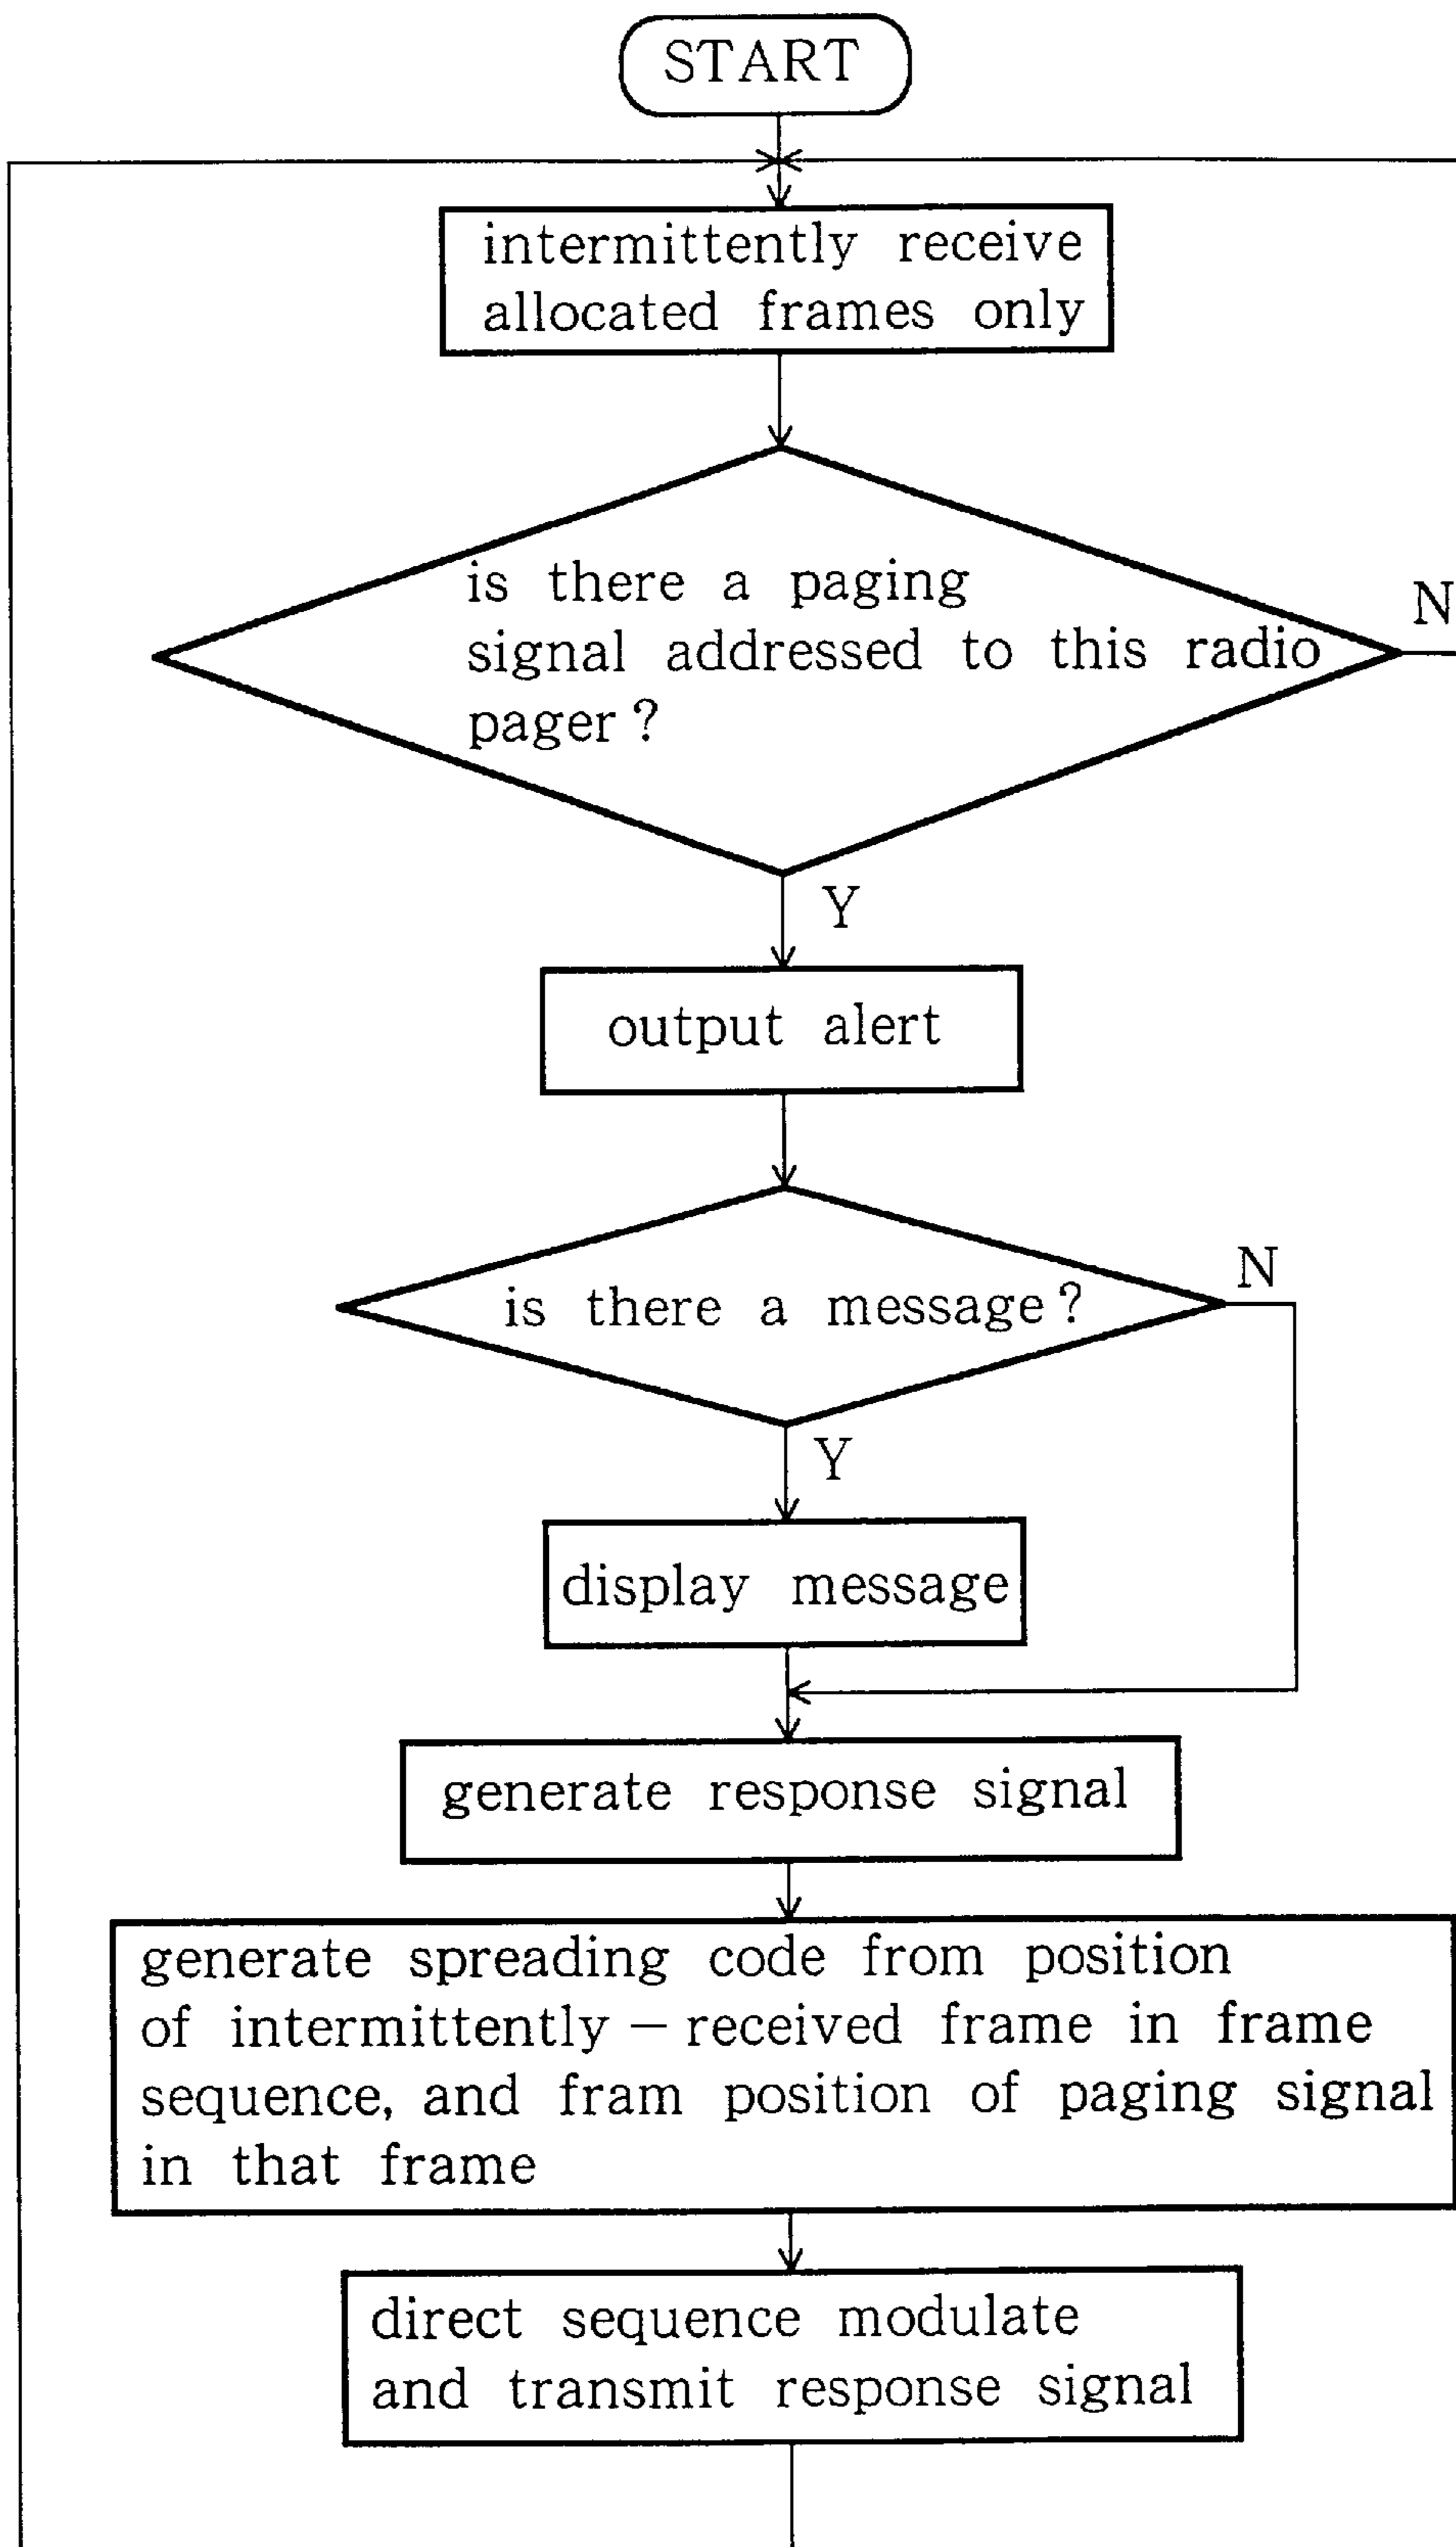 START
intermittently receive
allocated frames only
is there a paging
signal addressed to this radio
pager ?
N
Y
output alert
is there a message ?
N
Y
display message
generate response signal
generate spreading code from position
of intermittently – received frame in frame
sequence, and fram position of paging signal
in that frame
direct sequence modulate
and transmit response signal